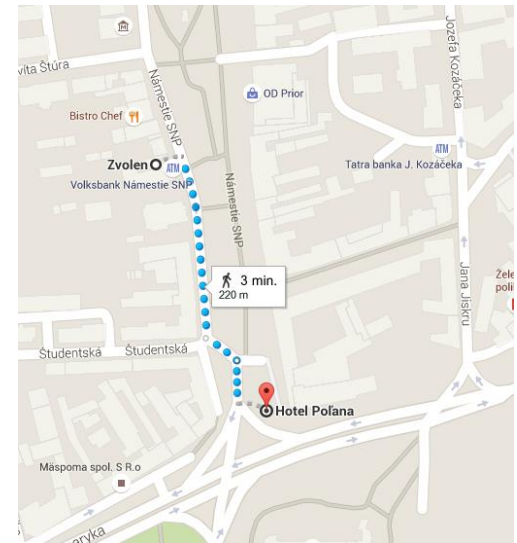 vita Štúra
Námestie SNP
Jozefa Kozáčeka
OD Prior
Bistro Chef
ATM
Zvolen
ATM
Tatra banka J. Kozáčeka
Volksbank Námestie SNP
Námestie SNP
3 min.
220 m
Jana Jiskru
Žele
poli
Študentská
Študentská
Hotel Poľana
Mäspoma spol. S R.o
aryka